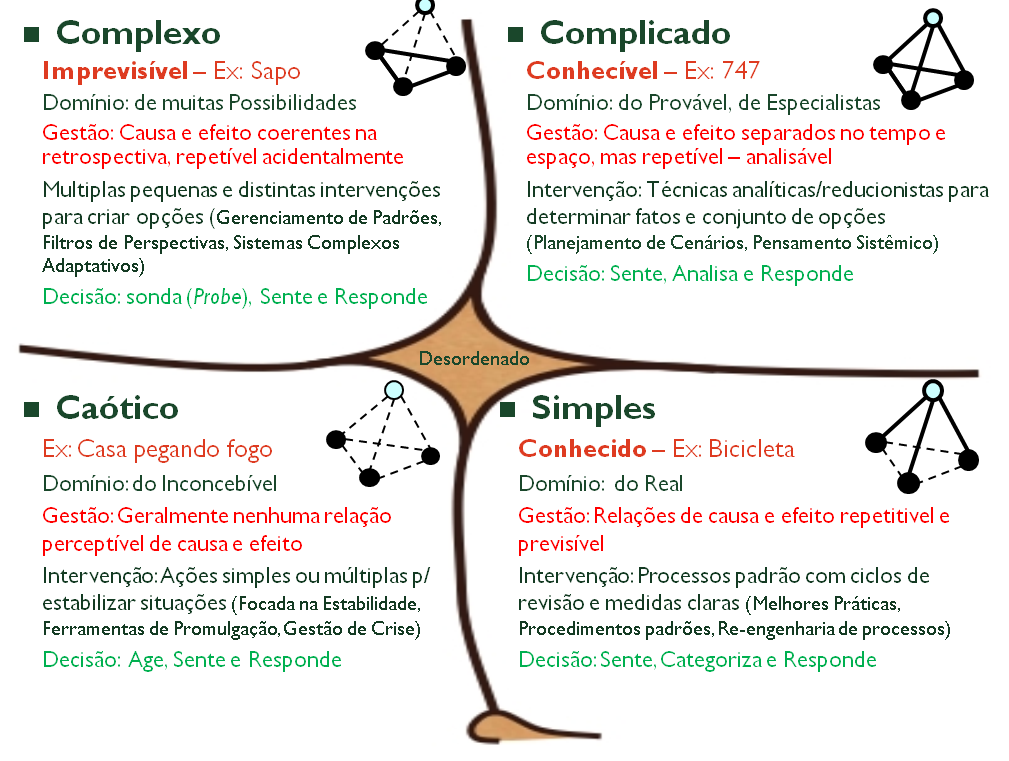 ■ Complexo
Imprevisível – Ex: Sapo
Domínio: de muitas Possibilidades
Gestão: Causa e efeito coerentes na
retrospectiva, repetível acidentalmente
Multiplas pequenas e distintas intervenções
para criar opções (Gerenciamento de Padrões,
Filtros de Perspectivas, Sistemas Complexos
Adaptativos)
Decisão: sonda (Probe), Sente e Responde
■ Complicado
Conhecível – Ex: 747
Domínio: do Provável, de Especialistas
Gestão: Causa e efeito separados no tempo e
espaço, mas repetível – analisável
Intervenção: Técnicas analíticas/reducionistas para
determinar fatos e conjunto de opções
(Planejamento de Cenários, Pensamento Sistêmico)
Decisão: Sente, Analisa e Responde
Desordenado
■ Caótico
Ex: Casa pegando fogo
Domínio: do Inconcebível
Gestão: Geralmente nenhuma relação
perceptível de causa e efeito
Intervenção: Ações simples ou múltiplas p/
estabilizar situações (Focada na Estabilidade,
Ferramentas de Promulgação, Gestão de Crise)
Decisão: Age, Sente e Responde
■ Simples
Conhecido – Ex: Bicicleta
Domínio: do Real
Gestão: Relações de causa e efeito repetitivel e
previsível
Intervenção: Processos padrão com ciclos de
revisão e medidas claras (Melhores Práticas,
Procedimentos padrões, Re-engenharia de processos)
Decisão: Sente, Categoriza e Responde